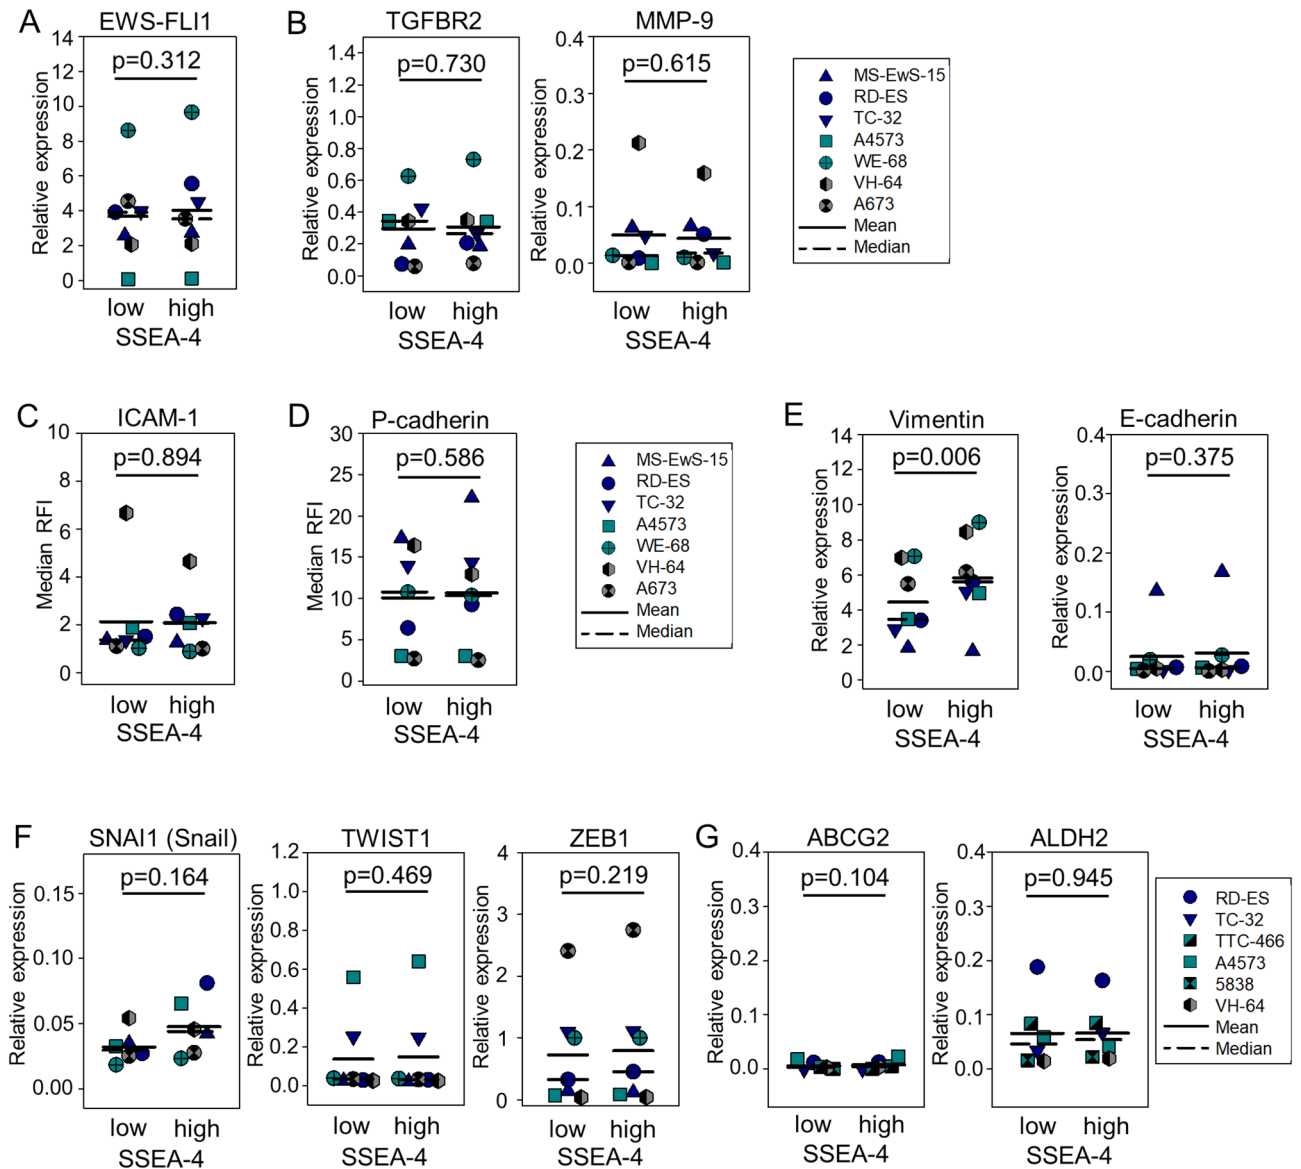 A
EWS-FLI1
Relative expression
14
12
10
8
6
4
2
0
p=0.312
low high
SSEA-4
B
TGFBR2
Relative expression
1.4
1.2
1.0
0.8
0.6
0.4
0.2
0.0
p=0.730
low high
SSEA-4
MMP-9
Relative expression
0.4
0.3
0.2
0.1
0.0
p=0.615
low high
SSEA-4
MS-EwS-15
RD-ES
TC-32
A4573
WE-68
VH-64
A673
Mean
Median
C
ICAM-1
Median RFI
10
8
6
4
2
0
p=0.894
low high
SSEA-4
D
P-cadherin
Median RFI
30
25
20
15
10
5
0
p=0.586
low high
SSEA-4
MS-EwS-15
RD-ES
TC-32
A4573
WE-68
VH-64
A673
Mean
Median
E
Vimentin
Relative expression
14
12
10
8
6
4
2
0
p=0.006
low high
SSEA-4
E-cadherin
Relative expression
0.4
0.3
0.2
0.1
0.0
p=0.375
low high
SSEA-4
F
SNAI1 (Snail)
Relative expression
0.15
0.10
0.05
0.00
p=0.164
low high
SSEA-4
TWIST1
Relative expression
1.2
1.0
0.8
0.6
0.4
0.2
0.0
p=0.469
low high
SSEA-4
ZEB1
Relative expression
4
3
2
1
0
p=0.219
low high
SSEA-4
G
ABCG2
Relative expression
0.4
0.3
0.2
0.1
0.0
p=0.104
low high
SSEA-4
ALDH2
Relative expression
0.4
0.3
0.2
0.1
0.0
p=0.945
low high
SSEA-4
RD-ES
TC-32
TTC-466
A4573
5838
VH-64
Mean
Median